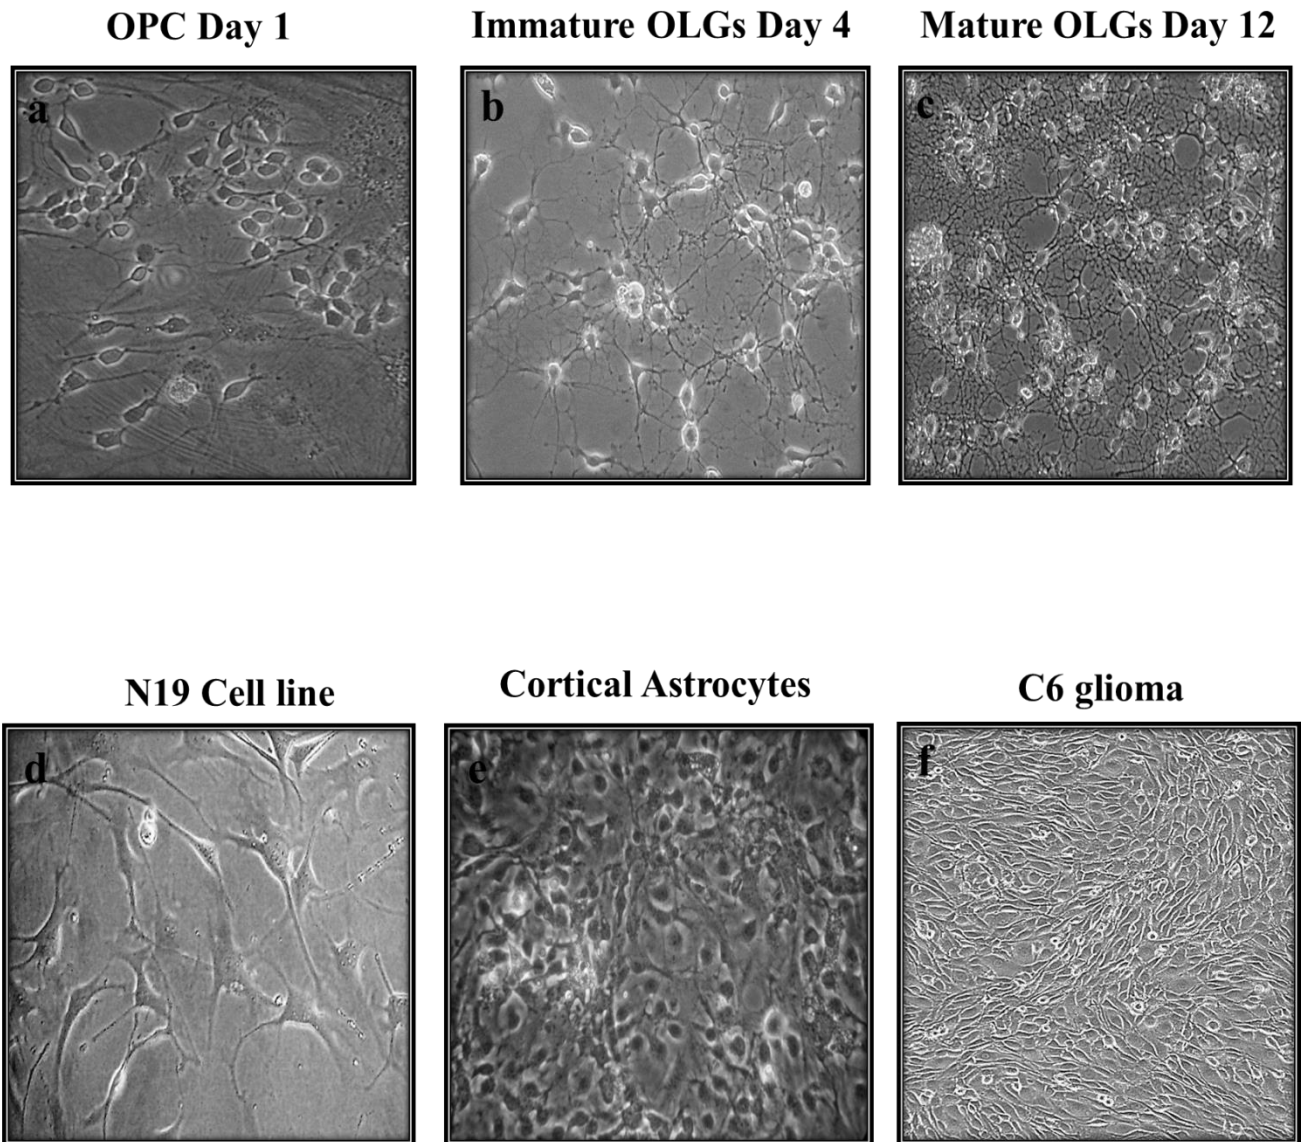 OPC Day 1
Immature OLGs Day 4
Mature OLGs Day 12
a
b
c
N19 Cell line
Cortical Astrocytes
C6 glioma
d
e
f